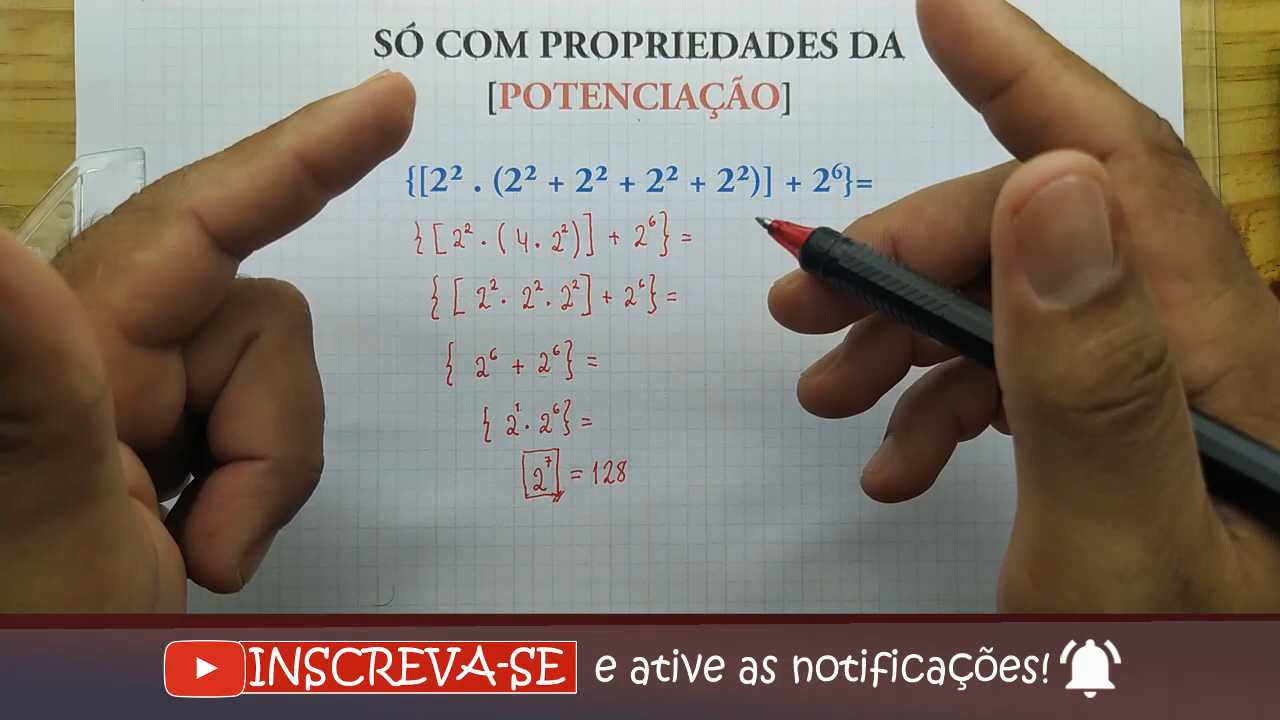 SÓ COM PROPRIEDADES DA
[POTENCIAÇÃO]
{[2² . (2² + 2² + 2² + 2²)] + 2⁶}=
{[2² · (4 · 2²)] + 2⁶} =
{[2² · 2² · 2²] + 2⁶} =
{2⁶ + 2⁶} =
{2¹ · 2⁶} =
2⁷ = 128
INSCREVA-SE e ative as notificações!